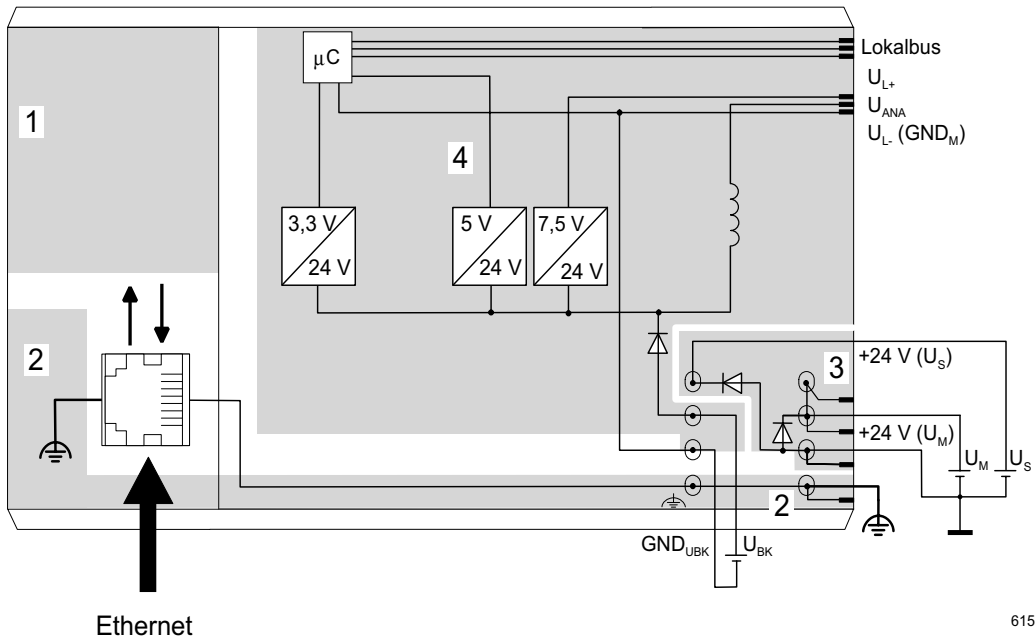 µC
Lokalbus
U_L+
U_ANA
U_L- (GND_M)
1
4
3,3 V
24 V
5 V
24 V
7,5 V
24 V
2
3
+24 V (U_S)
+24 V (U_M)
U_M
U_S
2
GND_UBK
U_BK
Ethernet
615